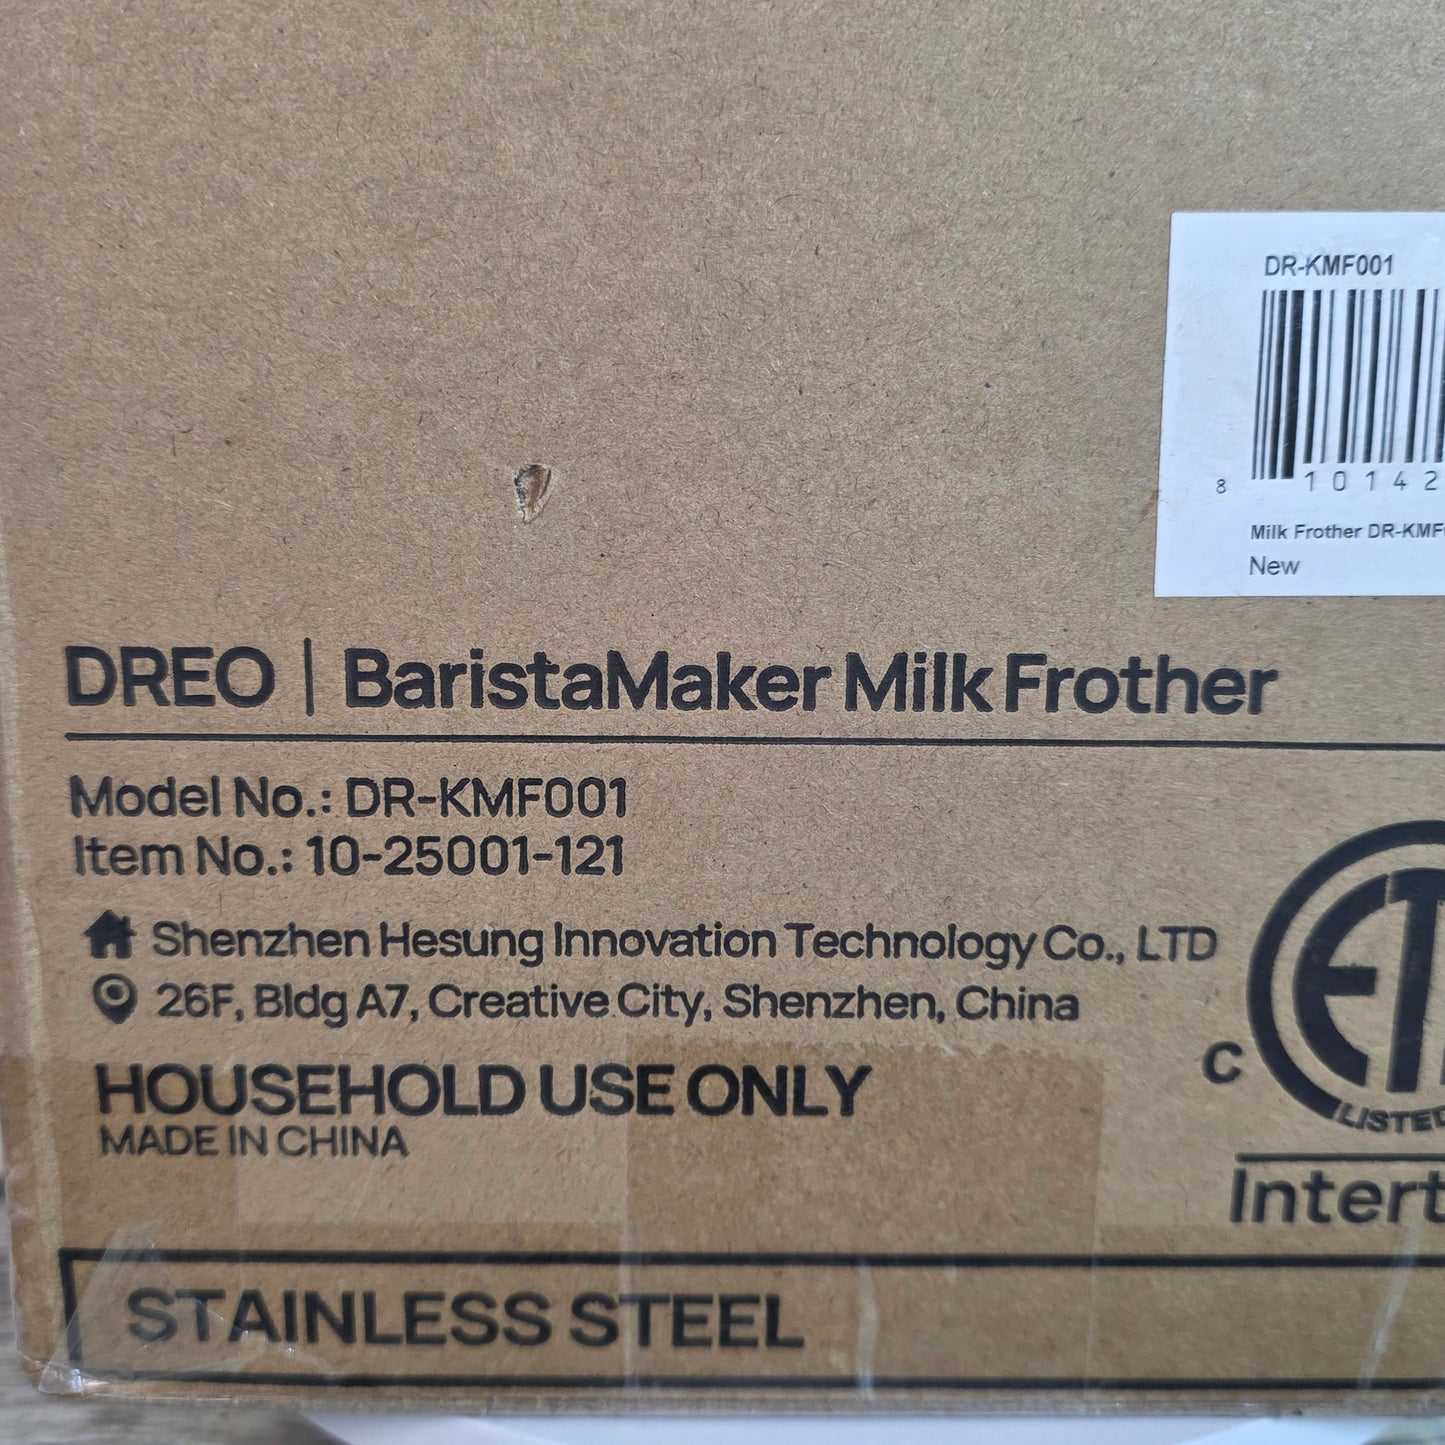 DR-KMF001
8 10142
Milk Frother DR-KMF
New
DREO | BaristaMaker Milk Frother
Model No.: DR-KMF001
Item No.: 10-25001-121
Shenzhen Hesung Innovation Technology Co., LTD
26F, Bldg A7, Creative City, Shenzhen, China
HOUSEHOLD USE ONLY
MADE IN CHINA
ET
C
LISTED
Intert
STAINLESS STEEL